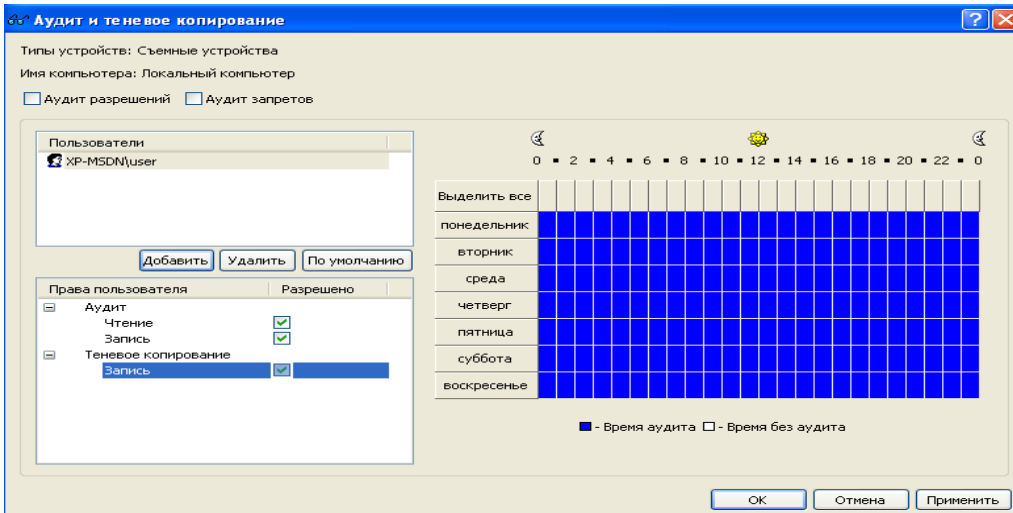 Аудит и теневое копирование
Типы устройств: Съемные устройства
Имя компьютера: Локальный компьютер
Аудит разрешений Аудит запретов
Пользователи
XP-MSDN\user
Добавить Удалить По умолчанию
Права пользователя Разрешено
Аудит
Чтение
Запись
Теневое копирование
Запись
0 2 4 6 8 10 12 14 16 18 20 22 0
Выделить все
понедельник
вторник
среда
четверг
пятница
суббота
воскресенье
- Время аудита - Время без аудита
ОК Отмена Применить